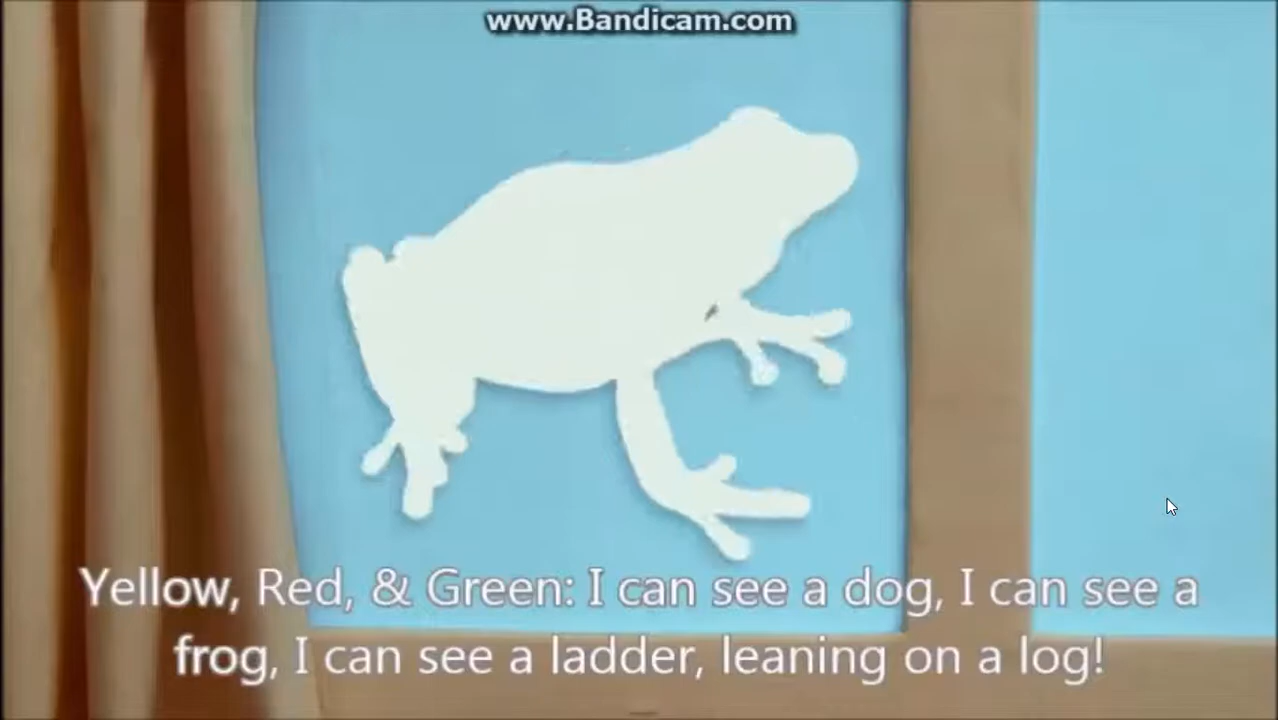 www.Bandicam.com
Yellow, Red, & Green: I can see a dog, I can see a
frog, I can see a ladder, leaning on a log!